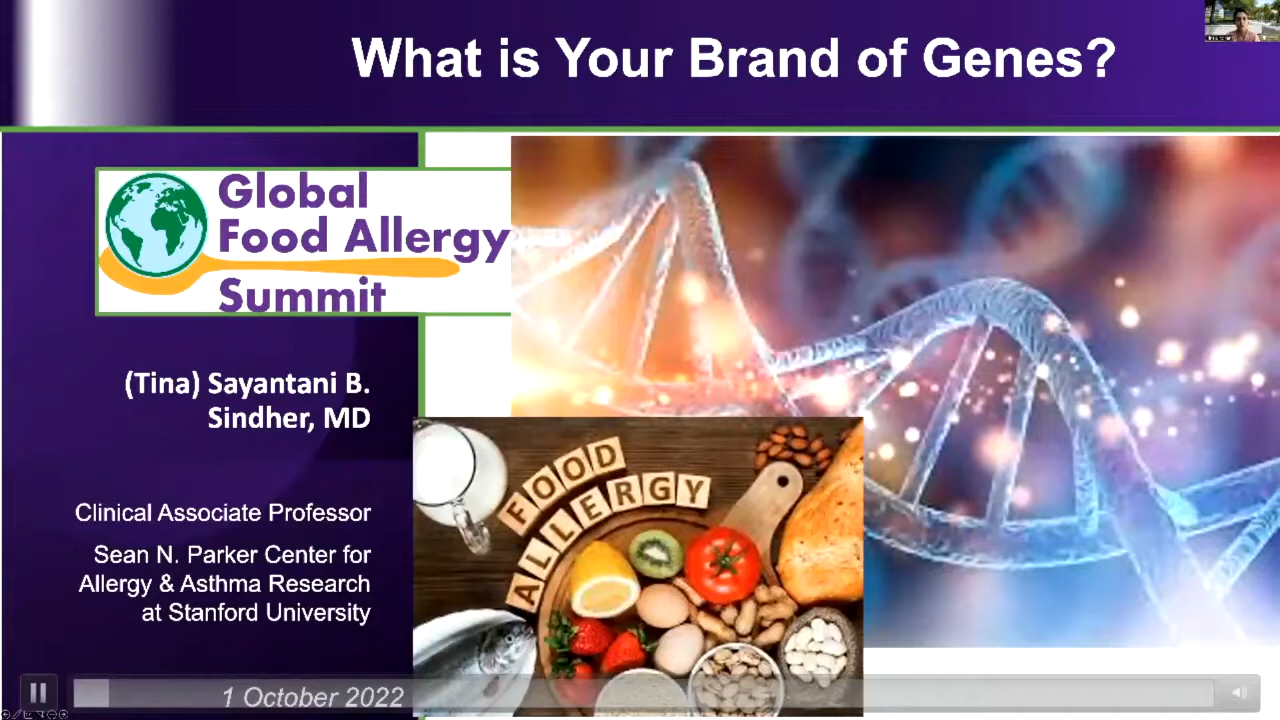 What is Your Brand of Genes?
Global
Food Allergy
Summit
(Tina) Sayantani B.
Sindher, MD
Clinical Associate Professor
Sean N. Parker Center for
Allergy & Asthma Research
at Stanford University
FOOD
ALLERGY
1 October 2022